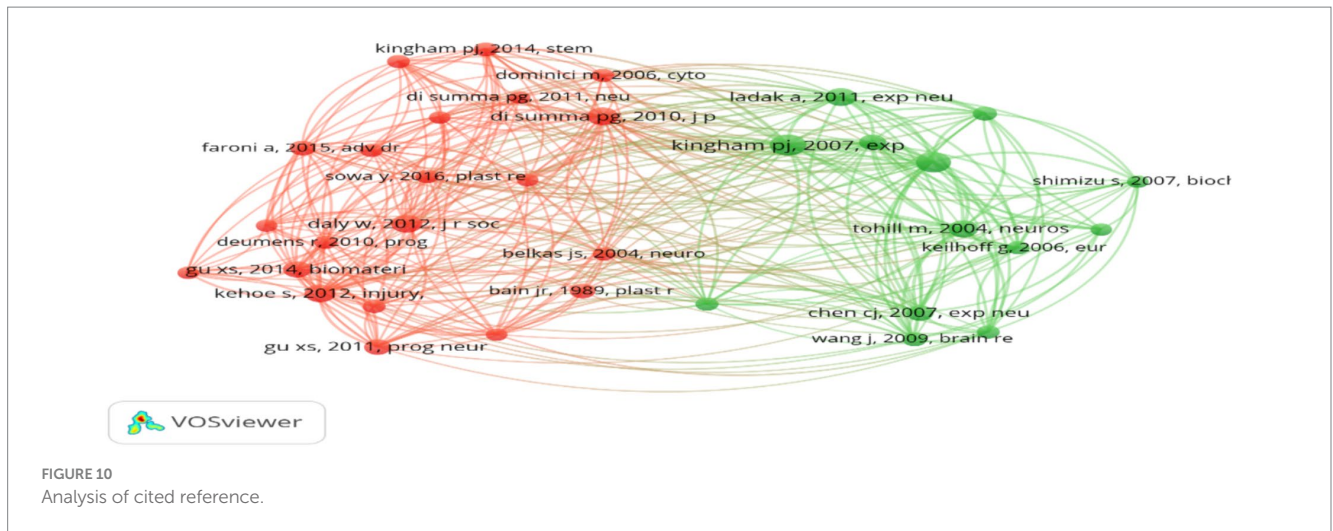 kingham pj, 2014, stem
dominici m, 2006, cyto
di summa pg, 2011, neu
ladak a, 2011, exp neu
di summa pg, 2010, j p
kingham pj, 2007, exp
faroni a, 2015, adv dr
sowa y, 2016, plast re
shimizu s, 2007, biocl
daly w, 2012, j r soc
tohill m, 2004, neuros
deumens r, 2010, prog
keilhoff g, 2006, eur
belkas js, 2004, neuro
gu xs, 2014, biomateri
kehoe s, 2012, injury,
bain jr, 1989, plast r
chen cj, 2007, exp neu
wang j, 2009, brain re
gu xs, 2011, prog neur
VOSviewer
FIGURE 10
Analysis of cited reference.